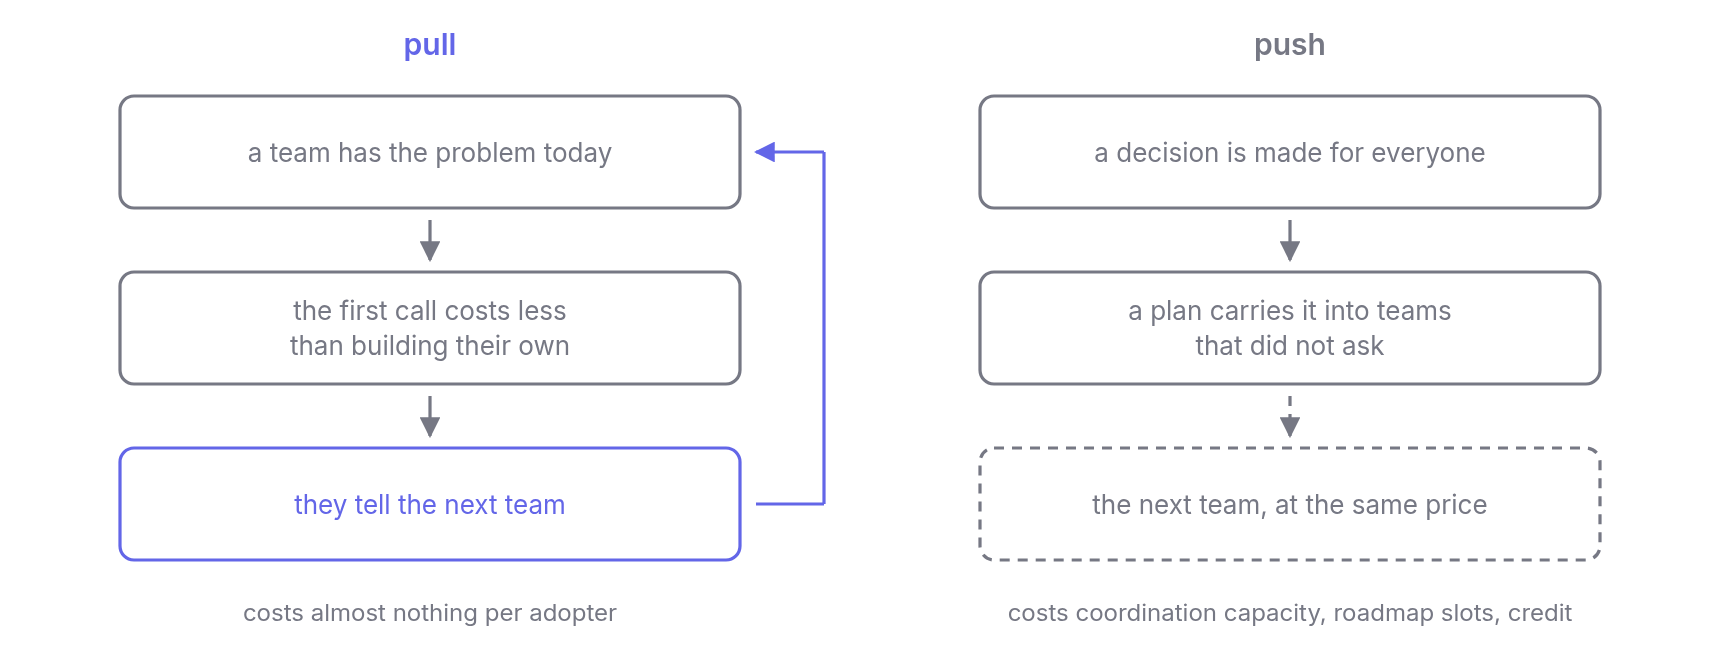 pull
a team has the problem today
the first call costs less
than building their own
they tell the next team
costs almost nothing per adopter
push
a decision is made for everyone
a plan carries it into teams
that did not ask
the next team, at the same price
costs coordination capacity, roadmap slots, credit